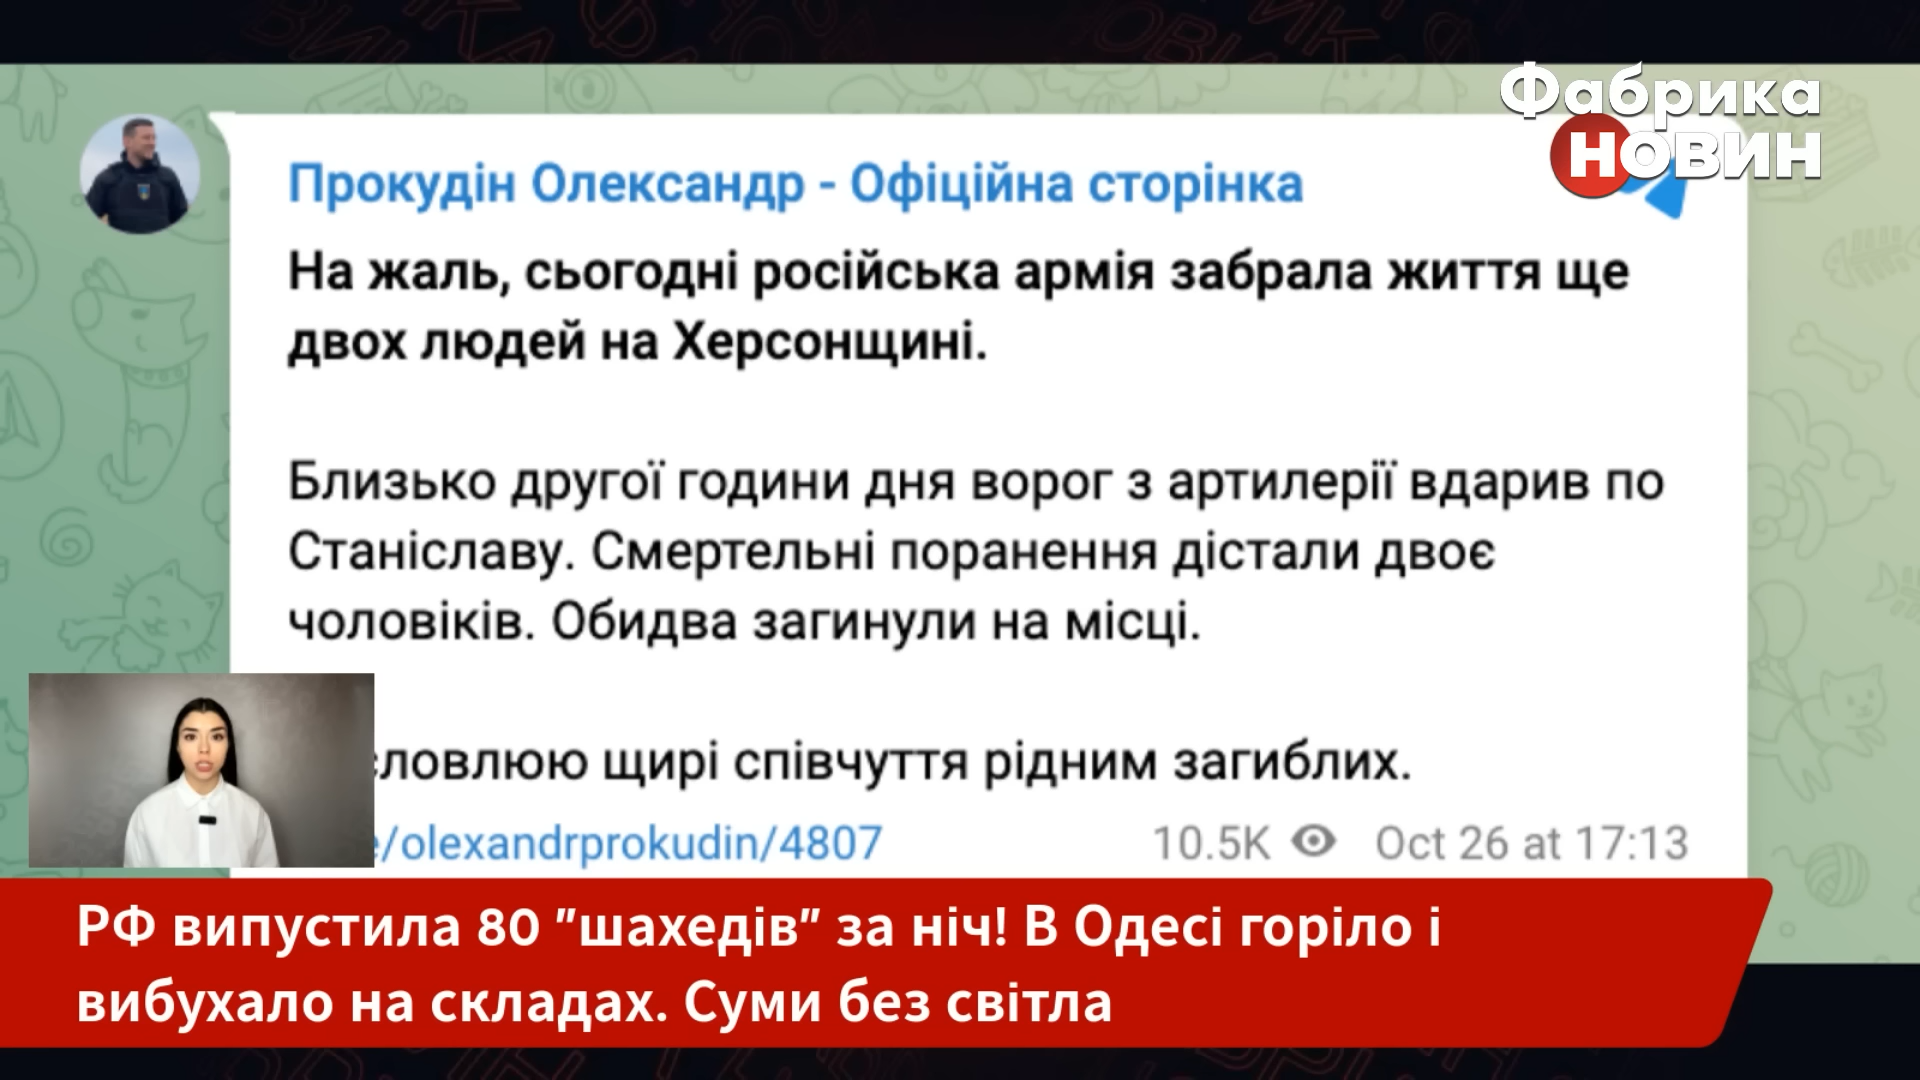 Фабрика
новин
Прокудін Олександр - Офіційна сторінка
На жаль, сьогодні російська армія забрала життя ще
двох людей на Херсонщині.
Близько другої години дня ворог з артилерії вдарив по
Станіславу. Смертельні поранення дістали двоє
чоловіків. Обидва загинули на місці.
словлюю щирі співчуття рідним загиблих.
/olexandrprokudin/4807 10.5K Oct 26 at 17:13
РФ випустила 80 "шахедів" за ніч! В Одесі горіло і
вибухало на складах. Суми без світла